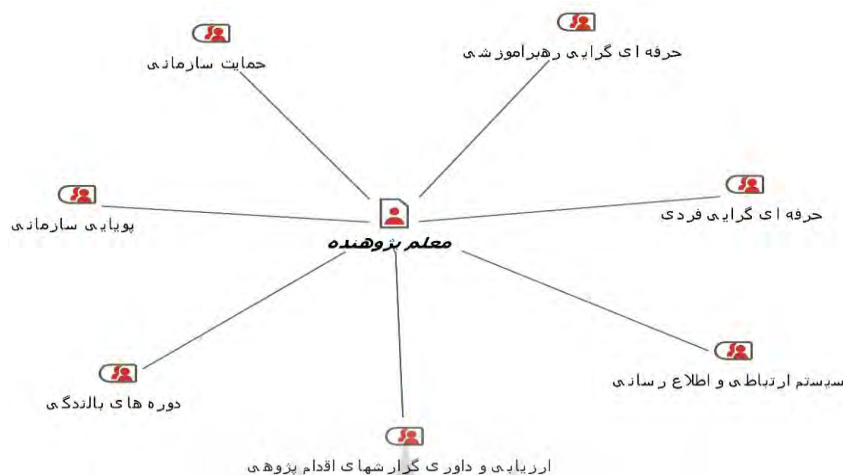 حرفه ای گرایی رهبرآموزشی
حمایت سازمانی
حرفه ای گرایی فردی
پویایی سازمانی
معلم پژوهنده
سیستم ارتباطی و اطلاع رسانی
دوره های بالندگی
ارزیابی و داوری گزارشهای اقدام پژوهی